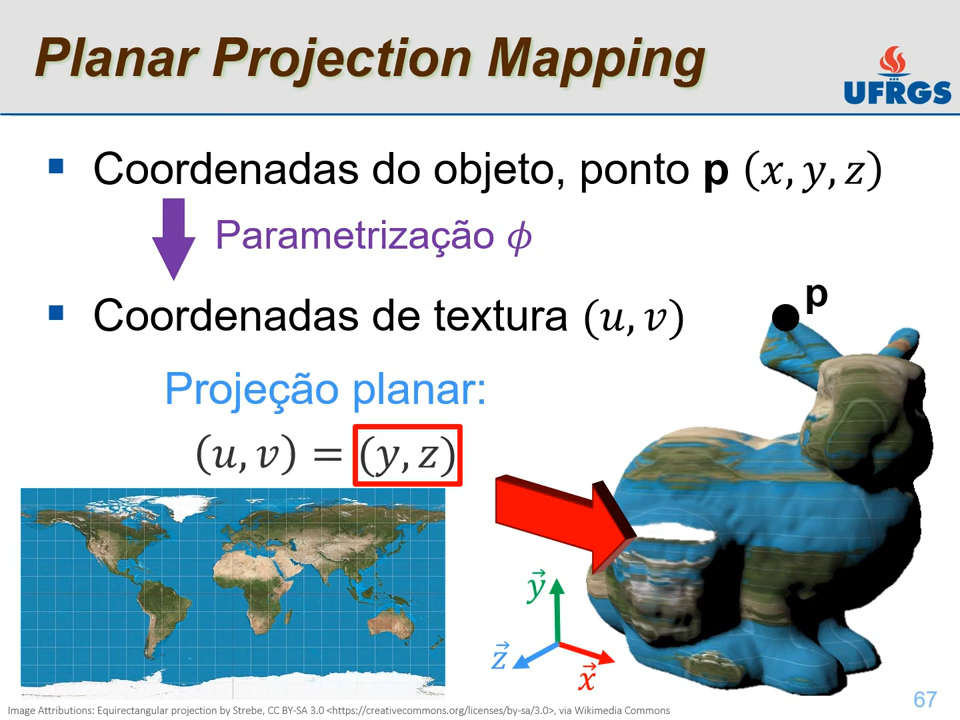 Planar Projection Mapping
UFRGS
▪ Coordenadas do objeto, ponto p (x, y, z)
Parametrização ϕ
▪ Coordenadas de textura (u, v)
p
Projeção planar:
(u, v) = (y, z)
y⃗
z⃗
x⃗
Image Attributions: Equirectangular projection by Strebe, CC BY-SA 3.0 <https://creativecommons.org/licenses/by-sa/3.0>, via Wikimedia Commons
67